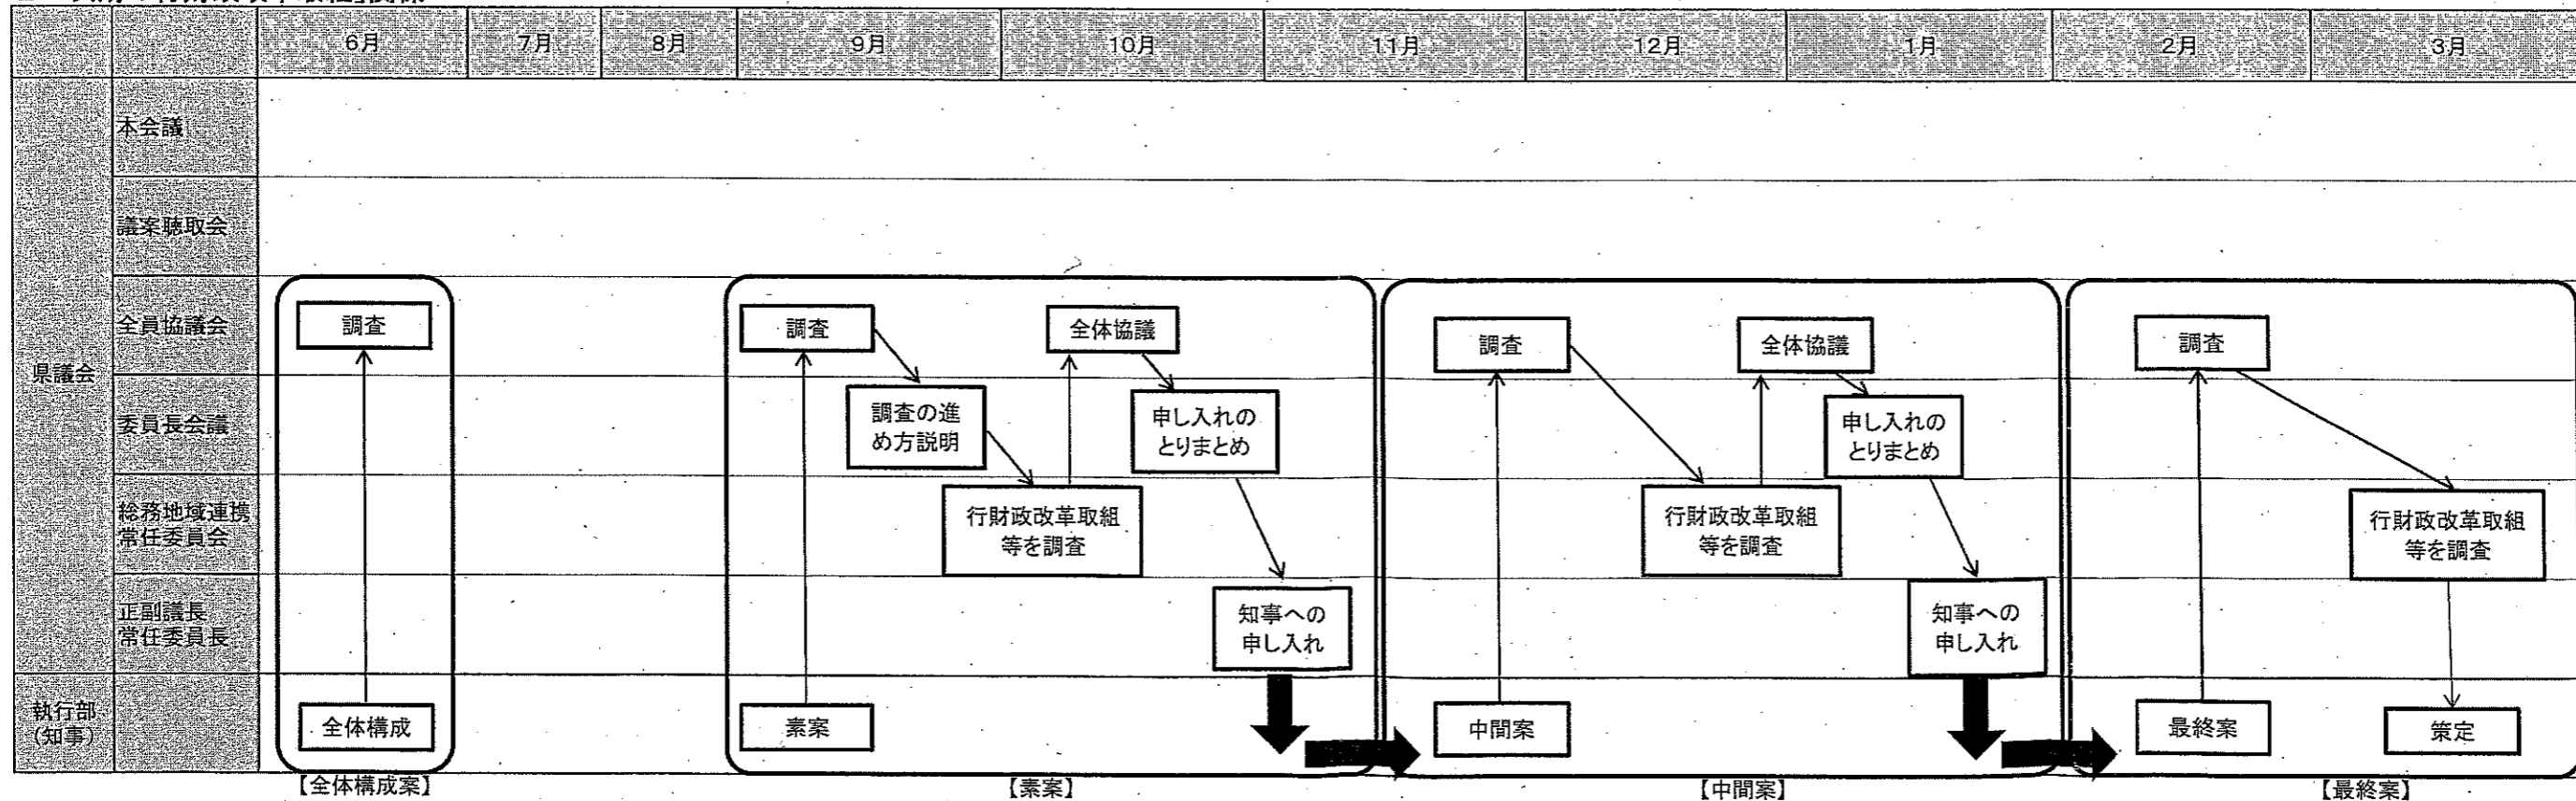 6月 7月 8月 9月 10月 11月 12月 1月 2月 3月
本会議
議案聴取会
県議会
全員協議会
調査
調査
全体協議
調査
全体協議
調査
委員長会議
調査の進
め方説明
申し入れの
とりまとめ
申し入れの
とりまとめ
総務地域連携
常任委員会
行財政改革取組
等を調査
行財政改革取組
等を調査
行財政改革取組
等を調査
正副議長
常任委員長
知事への
申し入れ
知事への
申し入れ
執行部
(知事)
全体構成
素案
中間案
最終案
策定
【全体構成案】
【素案】
【中間案】
【最終案】